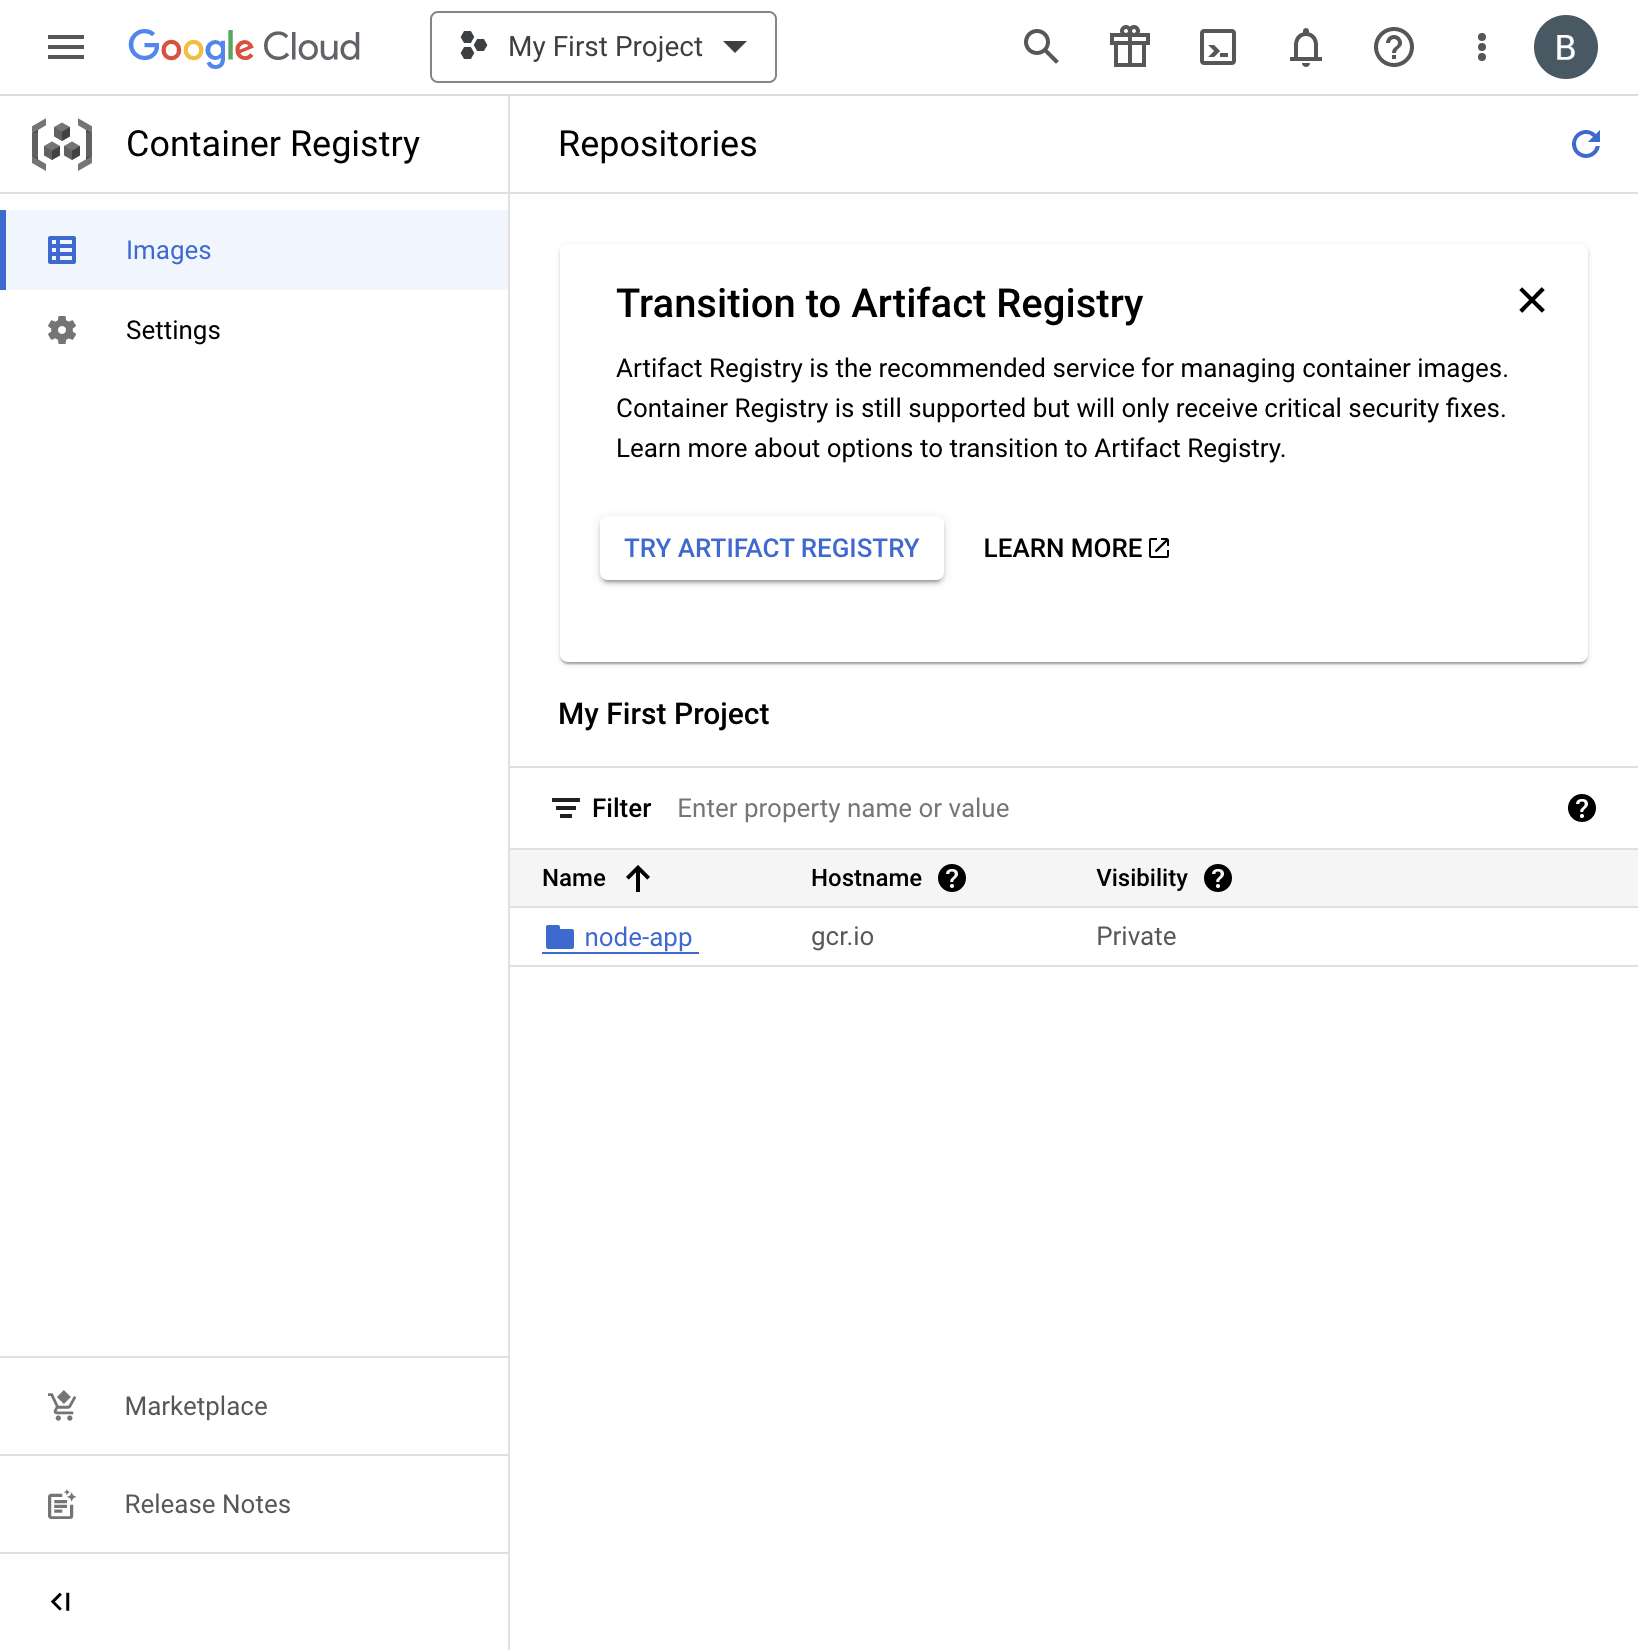 Google Cloud
My First Project
B
Container Registry
Repositories
Images
Settings
Transition to Artifact Registry
Artifact Registry is the recommended service for managing container images.
Container Registry is still supported but will only receive critical security fixes.
Learn more about options to transition to Artifact Registry.
TRY ARTIFACT REGISTRY
LEARN MORE
My First Project
Filter Enter property name or value
Name Hostname Visibility
node-app gcr.io Private
Marketplace
Release Notes